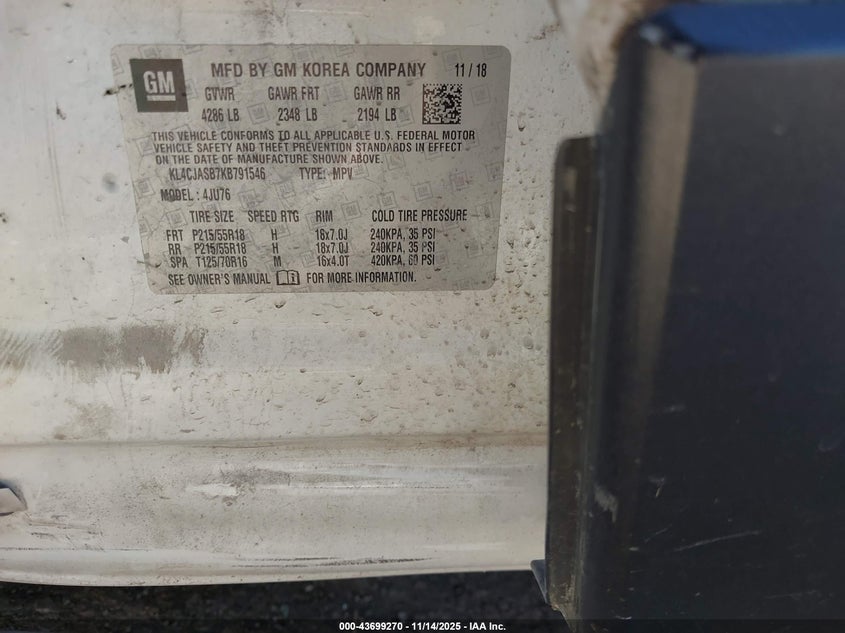 GM MFD BY GM KOREA COMPANY 11 / 18
GVWR GAWR FRT GAWR RR
4286 LB 2348 LB 2194 LB
THIS VEHICLE CONFORMS TO ALL APPLICABLE U.S. FEDERAL MOTOR
VEHICLE SAFETY AND THEFT PREVENTION STANDARDS IN EFFECT
ON THE DATE OF MANUFACTURE SHOWN ABOVE.
KL4CJASB7KB791546 TYPE: MPV
MODEL : 4JU76
TIRE SIZE SPEED RTG RIM COLD TIRE PRESSURE
FRT P215/55R18 H 18x7.0J 240KPA, 35 PSI
RR P215/55R18 H 18x7.0J 240KPA, 35 PSI
SPA T125/70R16 M 16x4.0T 420KPA, 60 PSI
SEE OWNER'S MANUAL FOR MORE INFORMATION.
000-43699270 | 11/14/2025 - IAA Inc.